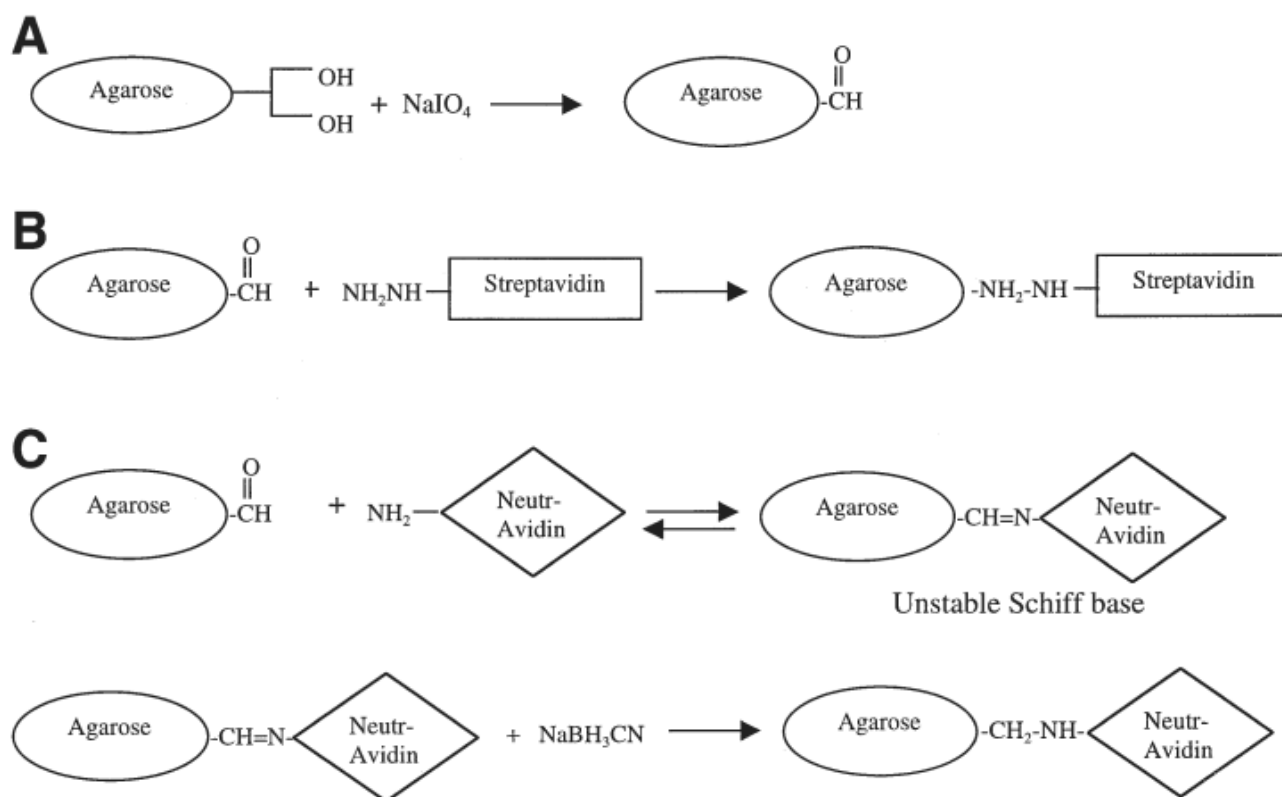 A
Agarose
OH
OH
+ NaIO₄
Agarose
O
-CH
B
Agarose
O
-CH
+ NH₂NH
Streptavidin
Agarose
-NH₂-NH
Streptavidin
C
Agarose
O
-CH
+ NH₂
Neutr-
Avidin
Agarose
-CH=N-
Neutr-
Avidin
Unstable Schiff base
Agarose
-CH=N-
Neutr-
Avidin
+ NaBH₃CN
Agarose
-CH₂-NH-
Neutr-
Avidin